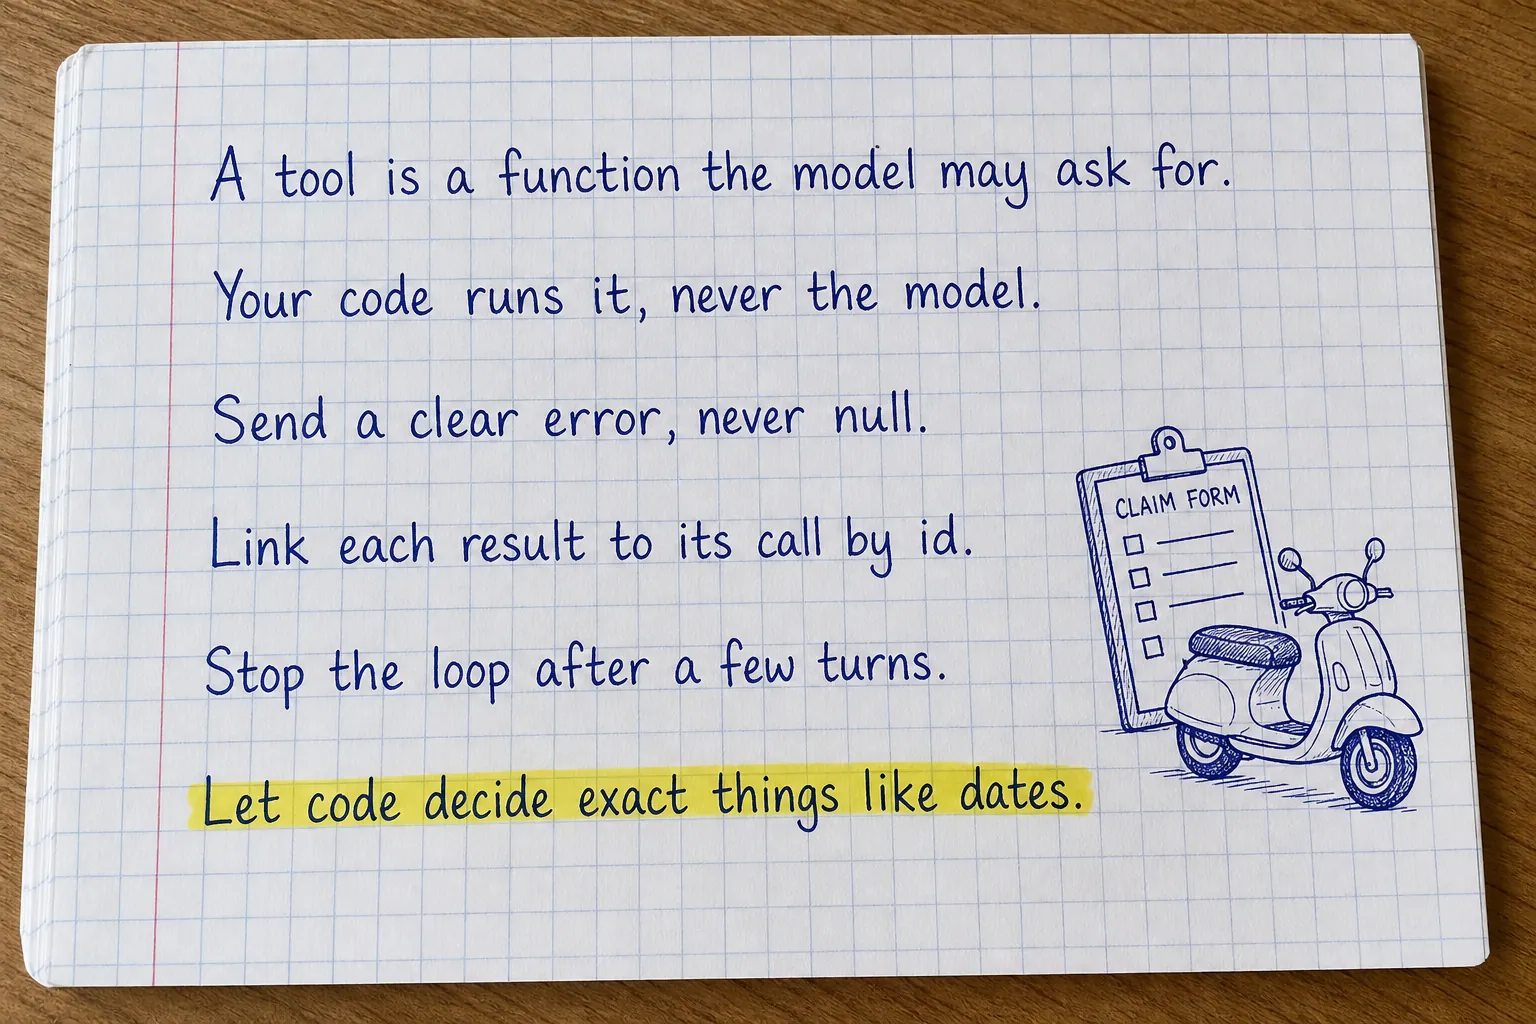 A tool is a function the model may ask for.
Your code runs it, never the model.
Send a clear error, never null.
Link each result to its call by id.
Stop the loop after a few turns.
Let code decide exact things like dates.
CLAIM FORM